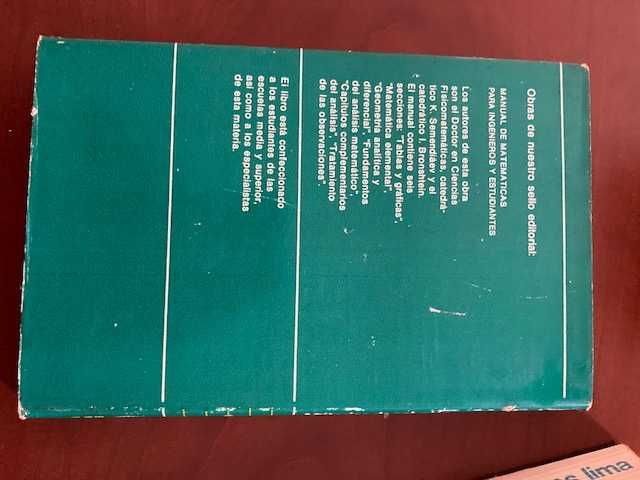 Obras de nuestro sello editorial:
MANUAL DE MATEMATICAS
PARA INGENIEROS Y ESTUDIANTES
Los autores de esta obra
son el Doctor en Ciencias
Fisicomatemáticas, catedrá-
tico K. Semendiáev y el
catedrático I. Bronshtein.
El manual contiene seis
secciones: "Tablas y gráficas",
"Matemática elemental",
"Geometría analítica y
diferencial", "Fundamentos
del análisis matemático",
"Capítulos complementarios
del análisis", "Tratamiento
de las observaciones".
El libro está confeccionado
a los estudiantes de las
escuelas media y superior,
así como a los especialistas
de esta materia.
lima